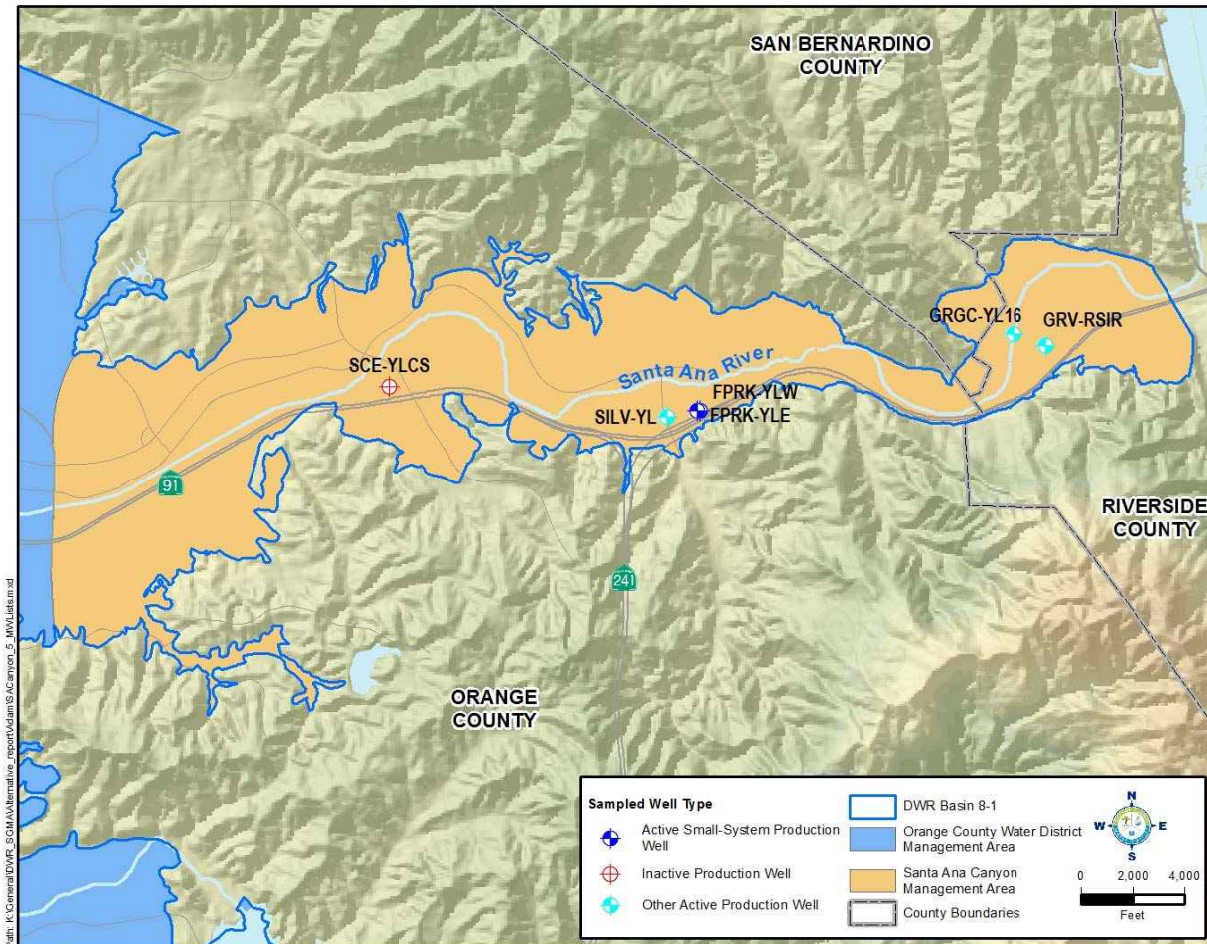 SAN BERNARDINO
COUNTY
GRGC-YL16
GRV-RSIR
SCE-YLCS
Santa Ana River
FPRK-YLW
SILV-YL
FPRK-YLE
91
RIVERSIDE
COUNTY
241
ORANGE
COUNTY
Sampled Well Type
Active Small-System Production
Well
Inactive Production Well
Other Active Production Well
DWR Basin 8-1
Orange County Water District
Management Area
Santa Ana Canyon
Management Area
County Boundaries
N
W
E
S
0 2,000 4,000
Feet